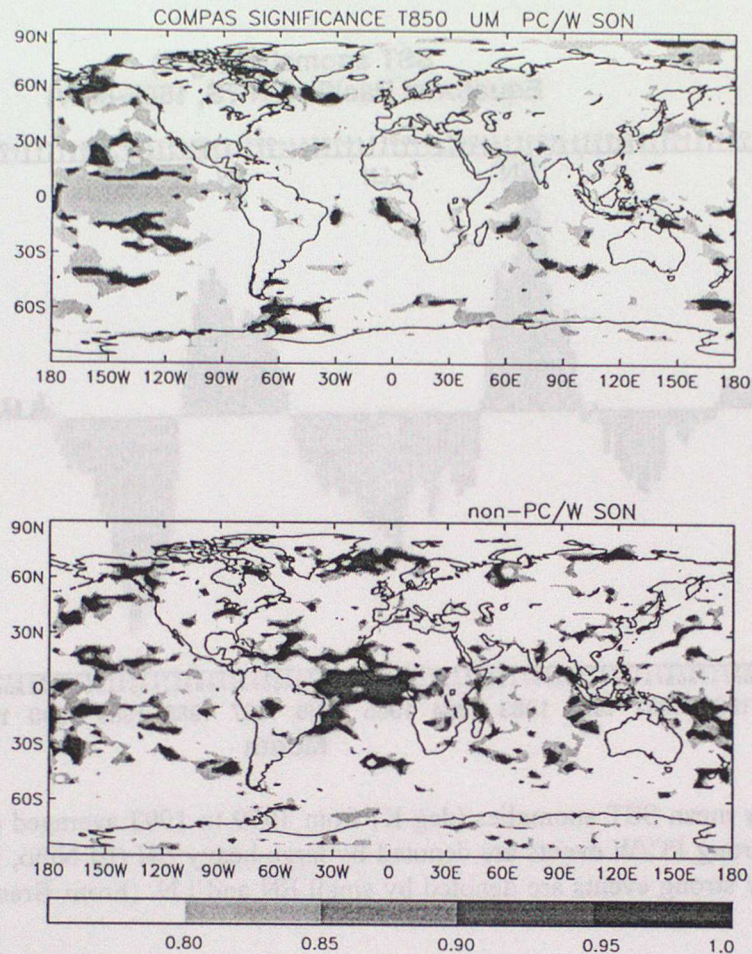 COMPAS SIGNIFICANCE T850 UM PC/W SON
90N
60N
30N
0
30S
60S
180 150W 120W 90W 60W 30W 0 30E 60E 90E 120E 150E 180
non-PC/W SON
90N
60N
30N
0
30S
60S
180 150W 120W 90W 60W 30W 0 30E 60E 90E 120E 150E 180
0.80 0.85 0.90 0.95 1.0